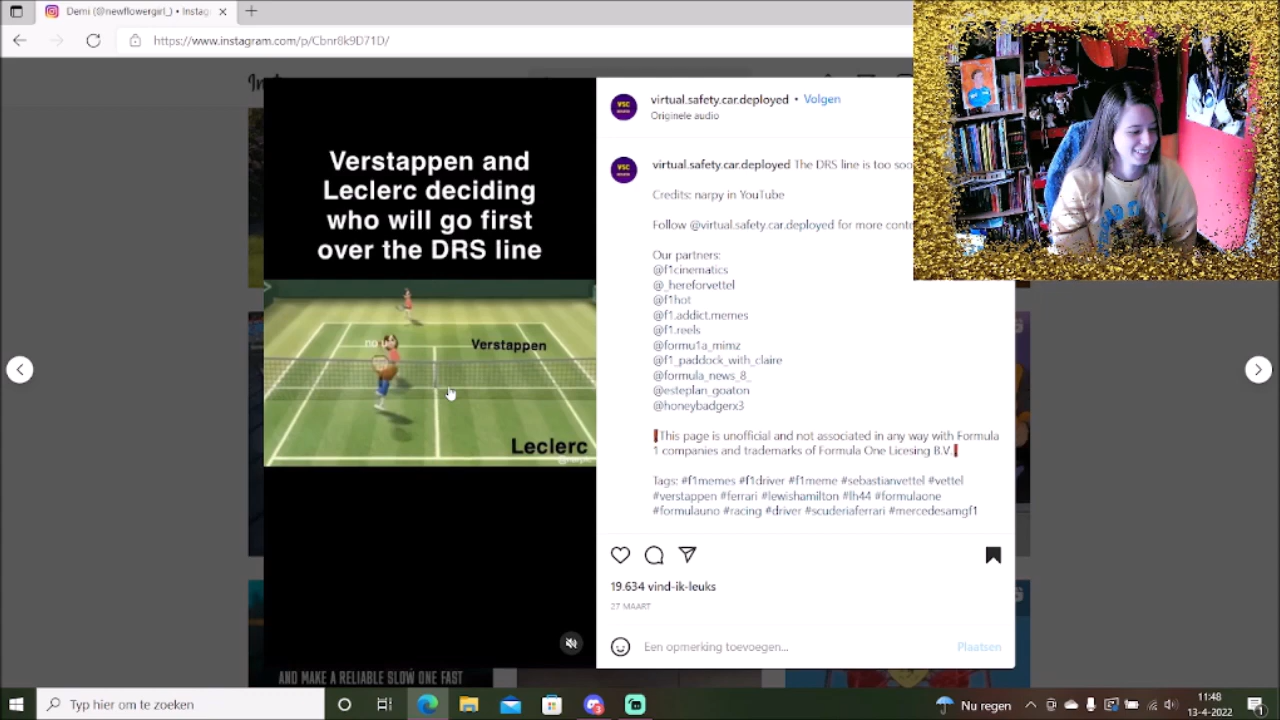 Demi (@newflowergirl_) • Instag
https://www.instagram.com/p/Cbnr8k9D71D/
Verstappen and
Leclerc deciding
who will go first
over the DRS line
no u
Verstappen
Leclerc
VSC
virtual.safety.car.deployed • Volgen
Originele audio
VSC
virtual.safety.car.deployed The DRS line is too soo
Credits: narpy in YouTube
Follow @virtual.safety.car.deployed for more conte
Our partners:
@f1cinematics
@_hereforvettel
@f1hot
@f1.addict.memes
@f1.reels
@formu1a_mimz
@f1_paddock_with_claire
@formula_news_8_
@esteplan_goaton
@honeybadgerx3
❗This page is unofficial and not associated in any way with Formula
1 companies and trademarks of Formula One Licesing B.V.❗
Tags: #f1memes #f1driver #f1meme #sebastianvettel #vettel
#verstappen #ferrari #lewishamilton #lh44 #formulaone
#formulauno #racing #driver #scuderiaferrari #mercedesamgf1
19.634 vind-ik-leuks
27 MAART
Een opmerking toevoegen...
Plaatsen
AND MAKE A RELIABLE SLOW ONE FAST
Typ hier om te zoeken
Nu regen
11:48
13-4-2022
1